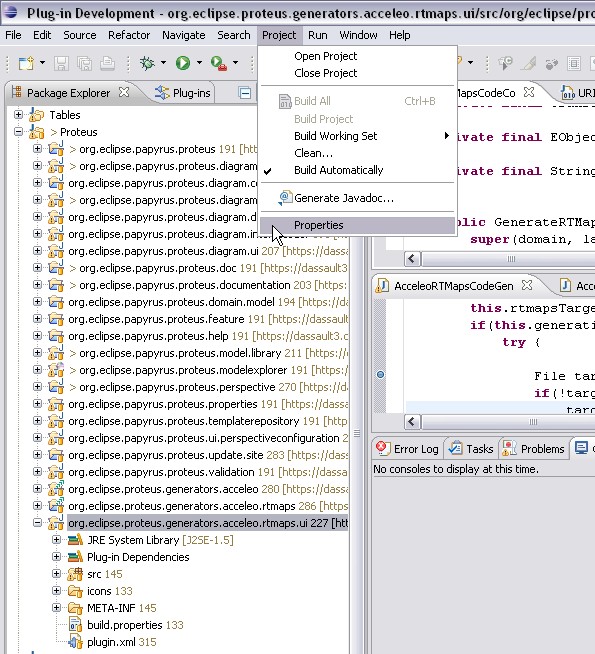 Plug-in Development - org.eclipse.proteus.generators.acceleo.rtmaps.ui/src/org/eclipse/pro
File Edit Source Refactor Navigate Search Project Run Window Help
Open Project
Close Project
Build All Ctrl+B
Build Project
Build Working Set
Clean...
Build Automatically
Generate Javadoc...
Properties
Package Explorer Plug-ins
Tables
> Proteus
> org.eclipse.papyrus.proteus 191 [https
> org.eclipse.papyrus.proteus.diagram
org.eclipse.papyrus.proteus.diagram.c
> org.eclipse.papyrus.proteus.diagram
org.eclipse.papyrus.proteus.diagram.d
org.eclipse.papyrus.proteus.diagram
org.eclipse.papyrus.proteus.diagram.ui 207 [https://
> org.eclipse.papyrus.proteus.doc 191 [https://dassault3
> org.eclipse.papyrus.proteus.documentation 203 [https:/
org.eclipse.papyrus.proteus.domain.model 194 [https://
org.eclipse.papyrus.proteus.feature 191 [https://dassau
org.eclipse.papyrus.proteus.help 191 [https://dassault3.
> org.eclipse.papyrus.proteus.model.library 211 [https:/
> org.eclipse.papyrus.proteus.modelexplorer 191 [https:
> org.eclipse.papyrus.proteus.perspective 270 [https://d
org.eclipse.papyrus.proteus.properties 191 [https://das
org.eclipse.papyrus.proteus.templaterepository 191 [htt
org.eclipse.papyrus.proteus.ui.perspectiveconfiguration 2
org.eclipse.papyrus.proteus.update.site 283 [https://das
org.eclipse.papyrus.proteus.validation 191 [https://dass
org.eclipse.proteus.generators.acceleo 280 [https://dass
org.eclipse.proteus.generators.acceleo.rtmaps 286 [https
org.eclipse.proteus.generators.acceleo.rtmaps.ui 227 [htt
JRE System Library [J2SE-1.5]
Plug-in Dependencies
src 145
icons 133
META-INF 145
build.properties 133
plugin.xml 315
MapsCodeCo URI
ivate final EObje
ivate final String
blic GenerateRTMap
super(domain, la
AcceleoRTMapsCodeGen Acce
this.rtmapsTarge
if(this.generati
try {
File tar
if(!targ
targ
Error Log Tasks Problems
No consoles to display at this time.